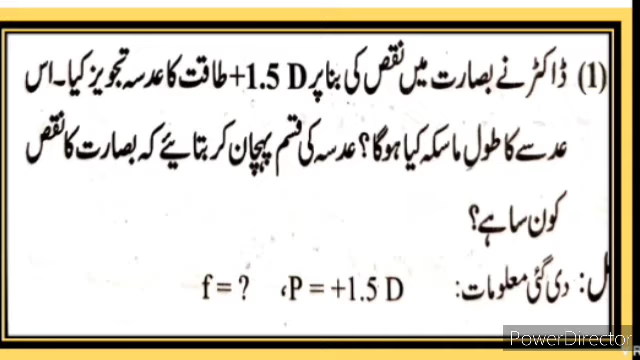 (1) ڈاکٹر نے بصارت میں نقص کی بنا پر +1.5 D طاقت کا عدسہ تجویز کیا۔ اس
عدسے کا طولِ ماسکہ کیا ہوگا؟ عدسہ کی قسم پہچان کر بتائیے کہ بصارت کا نقص
کون سا ہے؟
دی گئی معلومات: P = +1.5 D، f = ?
PowerDirector